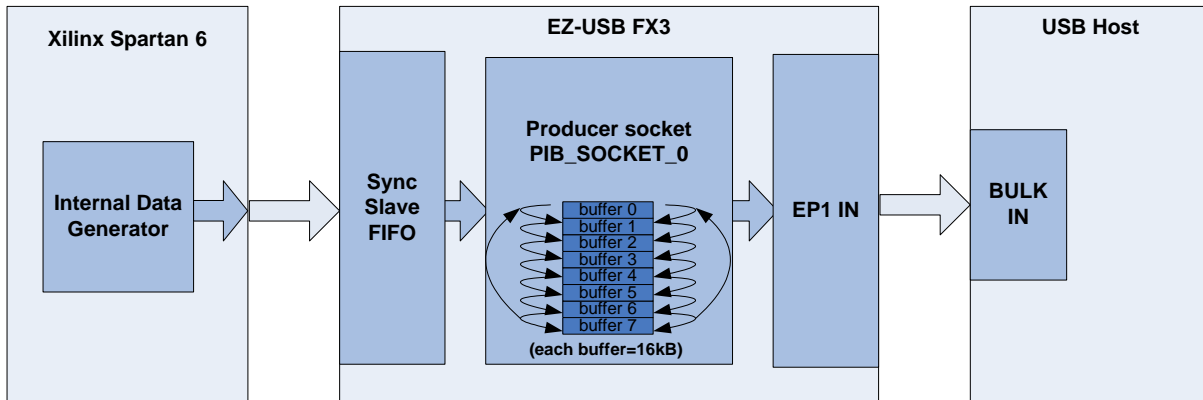 Xilinx Spartan 6
Internal Data
Generator
EZ-USB FX3
Sync
Slave
FIFO
Producer socket
PIB_SOCKET_0
buffer 0
buffer 1
buffer 2
buffer 3
buffer 4
buffer 5
buffer 6
buffer 7
(each buffer=16kB)
EP1 IN
USB Host
BULK
IN